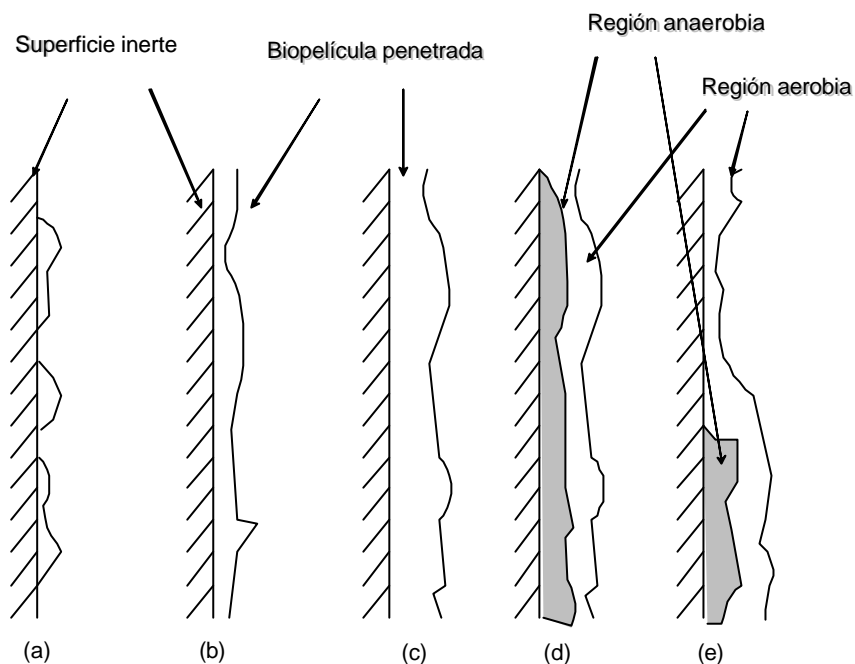 Región anaerobia
Superficie inerte
Biopelícula penetrada
Región aerobia
(a)
(b)
(c)
(d)
(e)